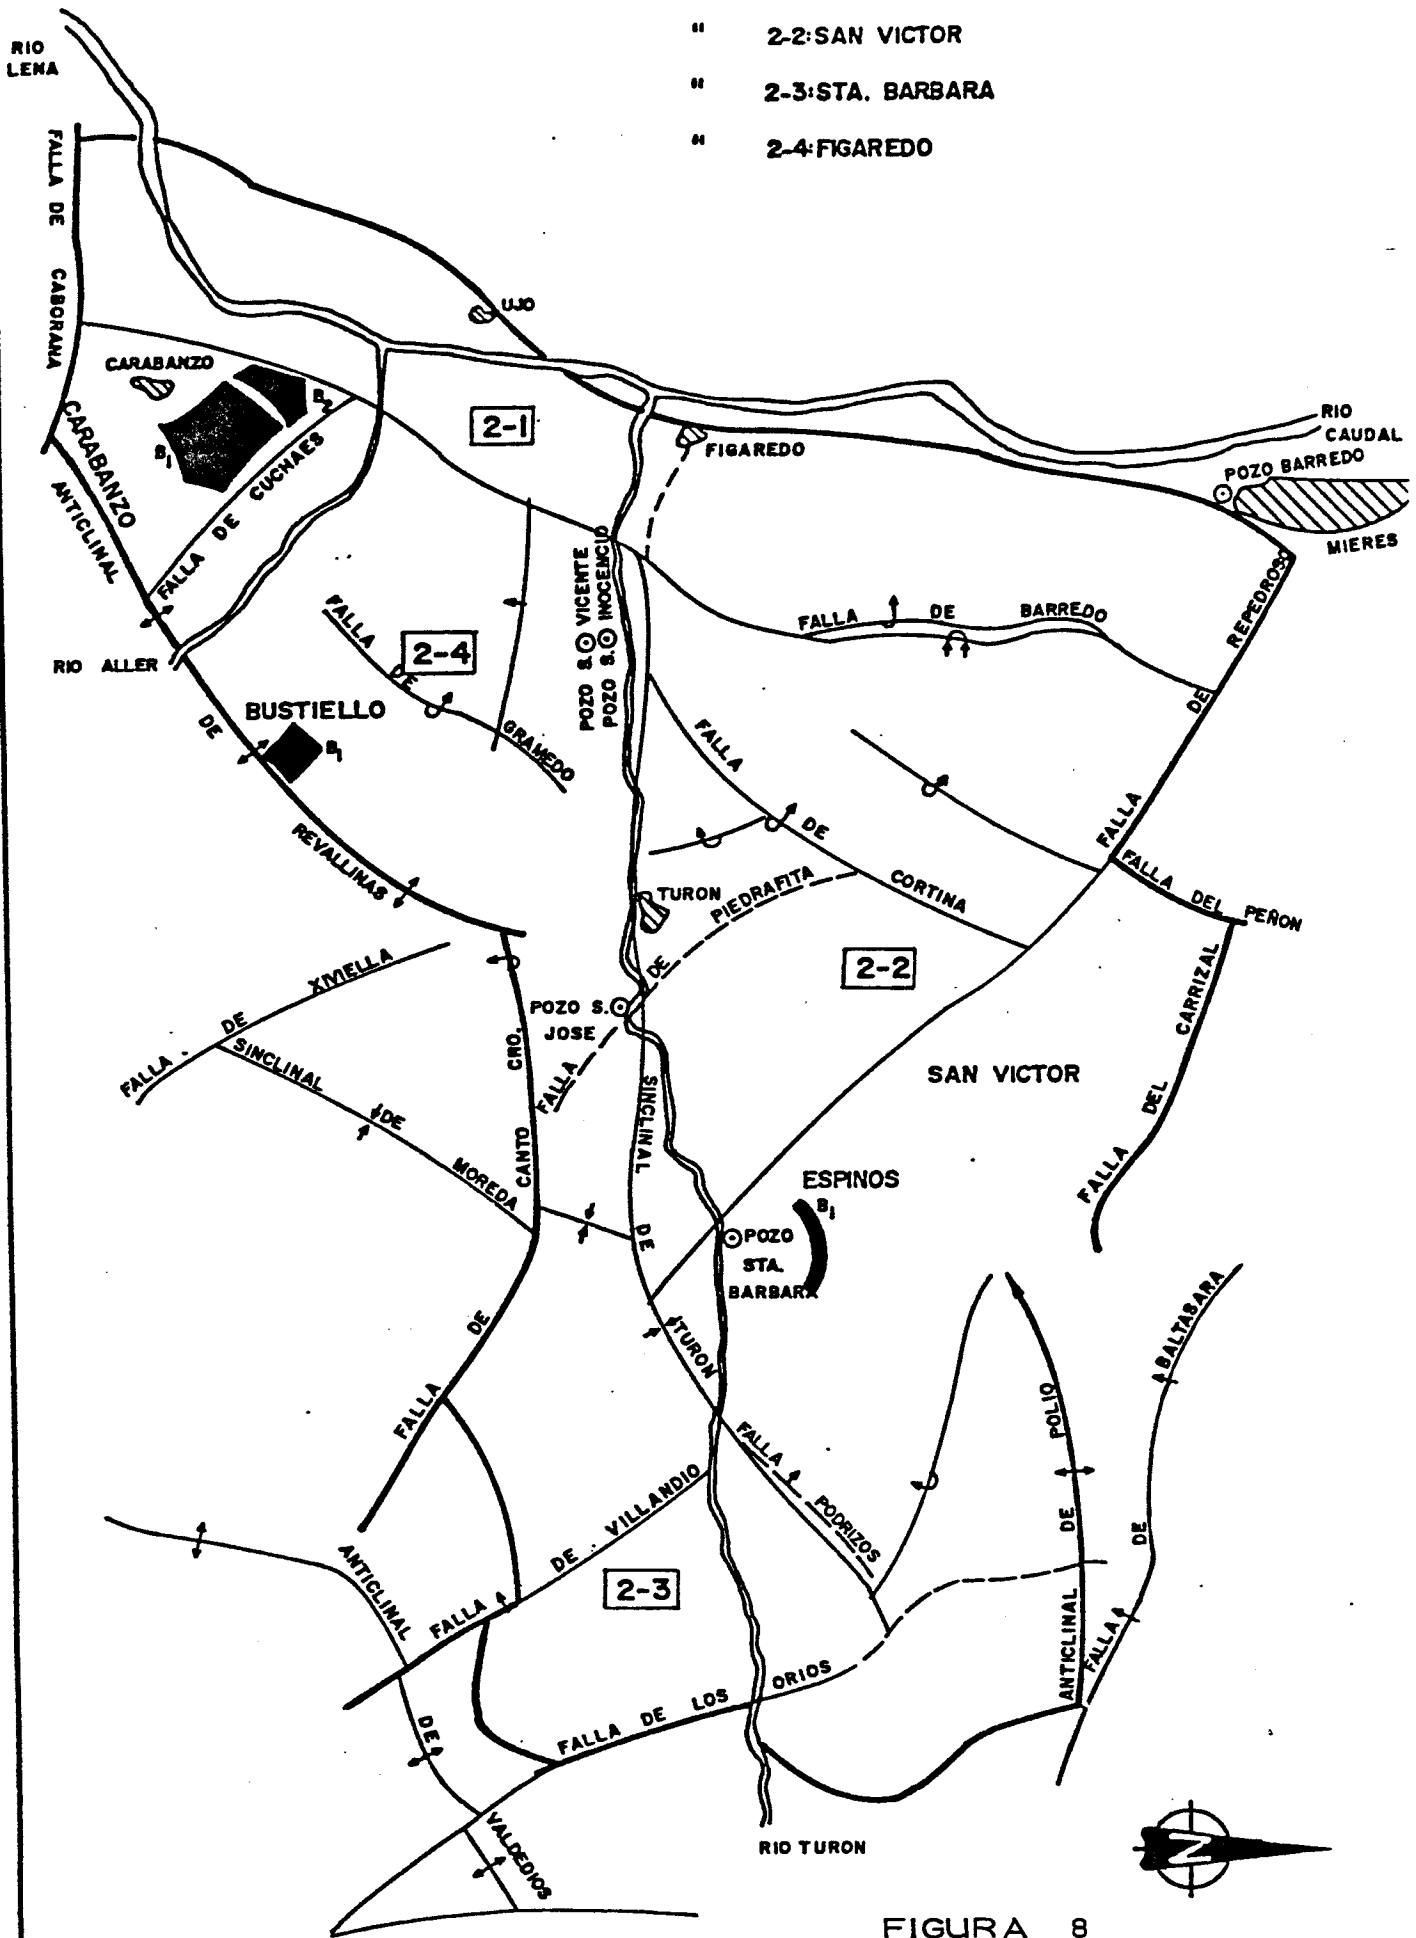 " 2-2:SAN VICTOR
" 2-3:STA. BARBARA
" 2-4:FIGAREDO
RIO
LENA
FALLA DE CABORANA
UJO
CARABANZO
B2
B1
2-1
FIGAREDO
RIO
CAUDAL
POZO BARREDO
MIERES
CARABANZO
ANTICLINAL
DE
REVALLINAS
FALLA DE CUCHAES
RIO ALLER
FALLA
DE
GRAMEDO
2-4
BUSTIELLO
B1
POZO S. VICENTE
POZO S. INOCENCIO
FALLA DE BARREDO
FALLA DE REPEDROSO
FALLA DE CORTINA
FALLA DEL PEÑON
TURON
FALLA DE PIEDRAFITA
2-2
FALLA DE XIVIELLA
SINCLINAL DE MOREDA
POZO S.
JOSE
FALLA DE CANTO CRO.
SINCLINAL DE TURON
SAN VICTOR
FALLA DEL CARRIZAL
ESPINOS
B1
POZO
STA.
BARBARA
FALLA DE BALTASARA
ANTICLINAL DE POLIO
FALLA PODRIZOS
FALLA DE VILLANDIO
2-3
ANTICLINAL
DE
VALDEDIOS
FALLA DE LOS ORIOS
RIO TURON
N
FIGURA 8